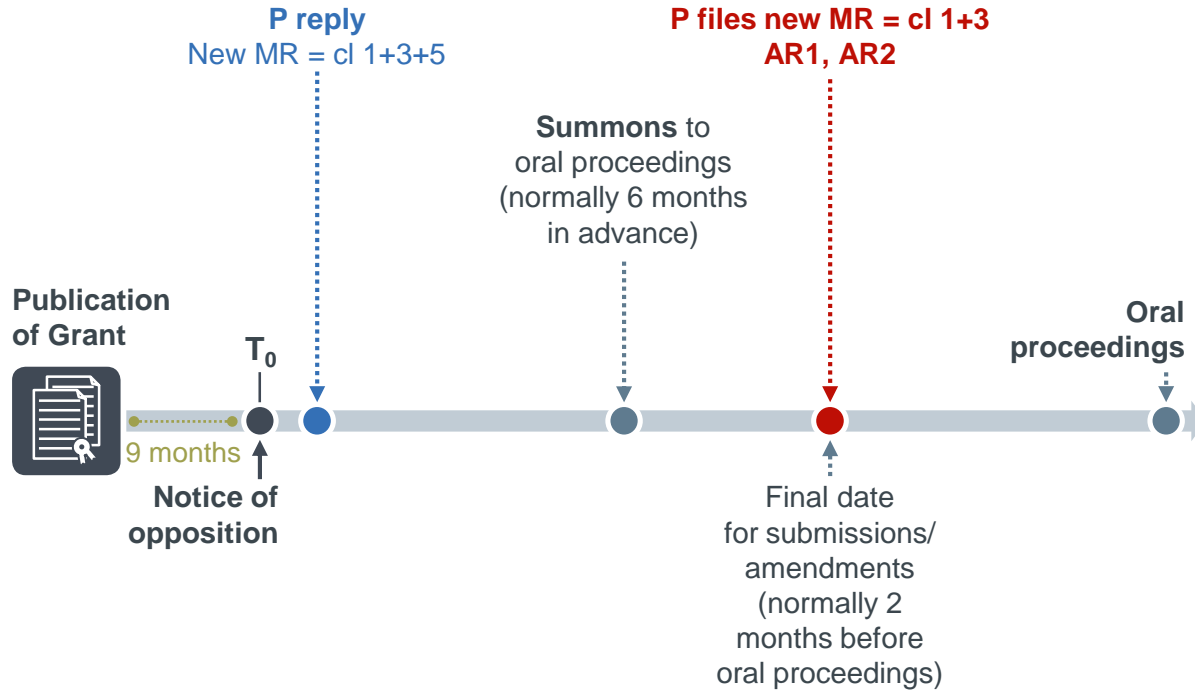 P reply
New MR = cl 1+3+5
P files new MR = cl 1+3
AR1, AR2
Summons to
oral proceedings
(normally 6 months
in advance)
Publication
of Grant
T₀
Oral
proceedings
9 months
Notice of
opposition
Final date
for submissions/
amendments
(normally 2
months before
oral proceedings)